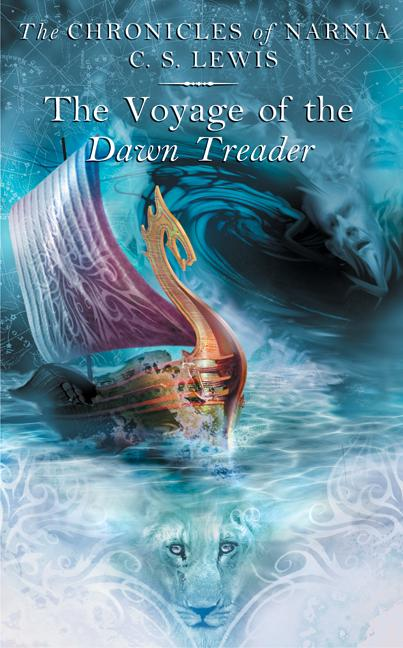 The CHRONICLES of NARNIA
C. S. LEWIS
The Voyage of the
Dawn Treader